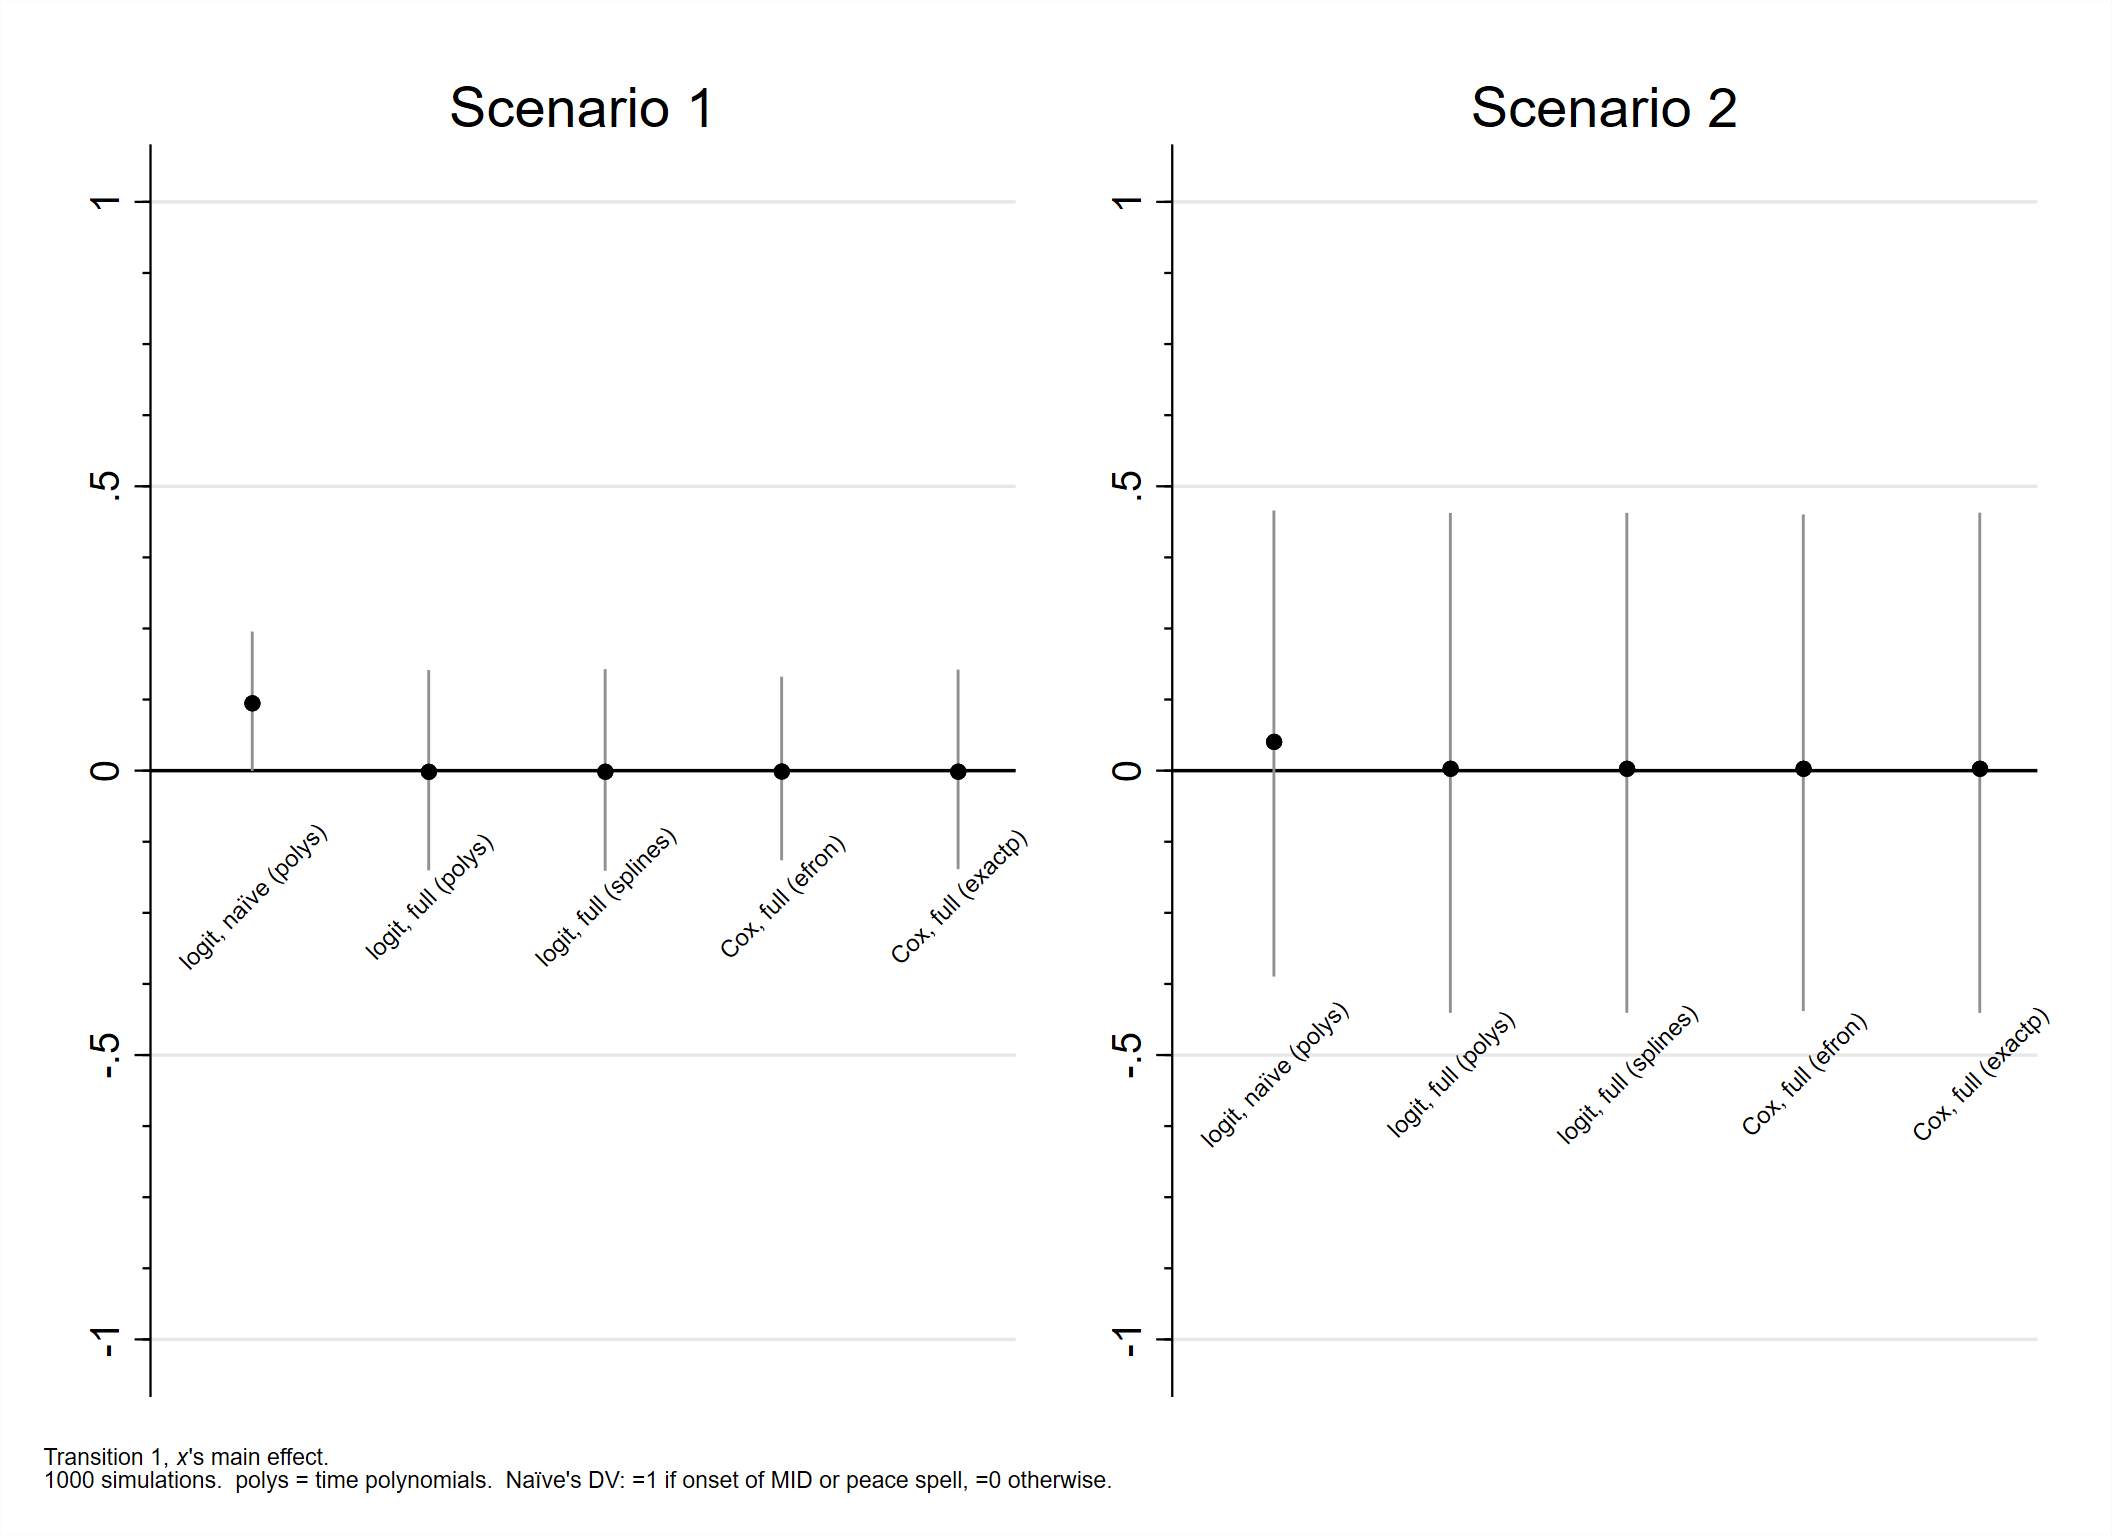 Scenario 1
1
.5
0
-.5
-1
logit, naïve (polys)
logit, full (polys)
logit, full (splines)
Cox, full (efron)
Cox, full (exactp)
Scenario 2
1
.5
0
-.5
-1
logit, naïve (polys)
logit, full (polys)
logit, full (splines)
Cox, full (efron)
Cox, full (exactp)
Transition 1, x's main effect.
1000 simulations.  polys = time polynomials.  Naïve's DV: =1 if onset of MID or peace spell, =0 otherwise.